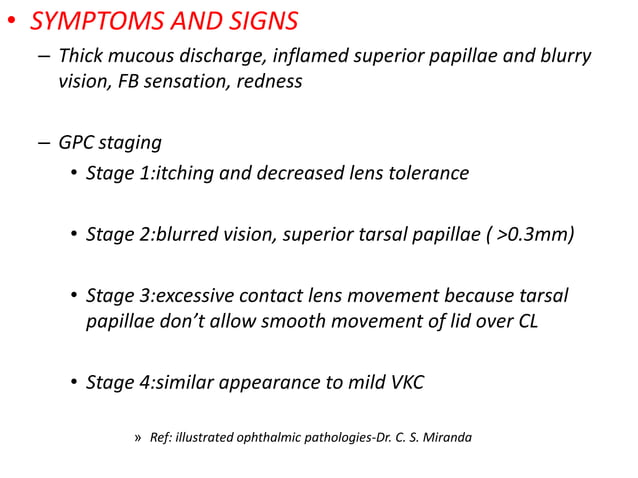 • SYMPTOMS AND SIGNS
– Thick mucous discharge, inflamed superior papillae and blurry
vision, FB sensation, redness
– GPC staging
• Stage 1:itching and decreased lens tolerance
• Stage 2:blurred vision, superior tarsal papillae ( >0.3mm)
• Stage 3:excessive contact lens movement because tarsal
papillae don’t allow smooth movement of lid over CL
• Stage 4:similar appearance to mild VKC
» Ref: illustrated ophthalmic pathologies-Dr. C. S. Miranda